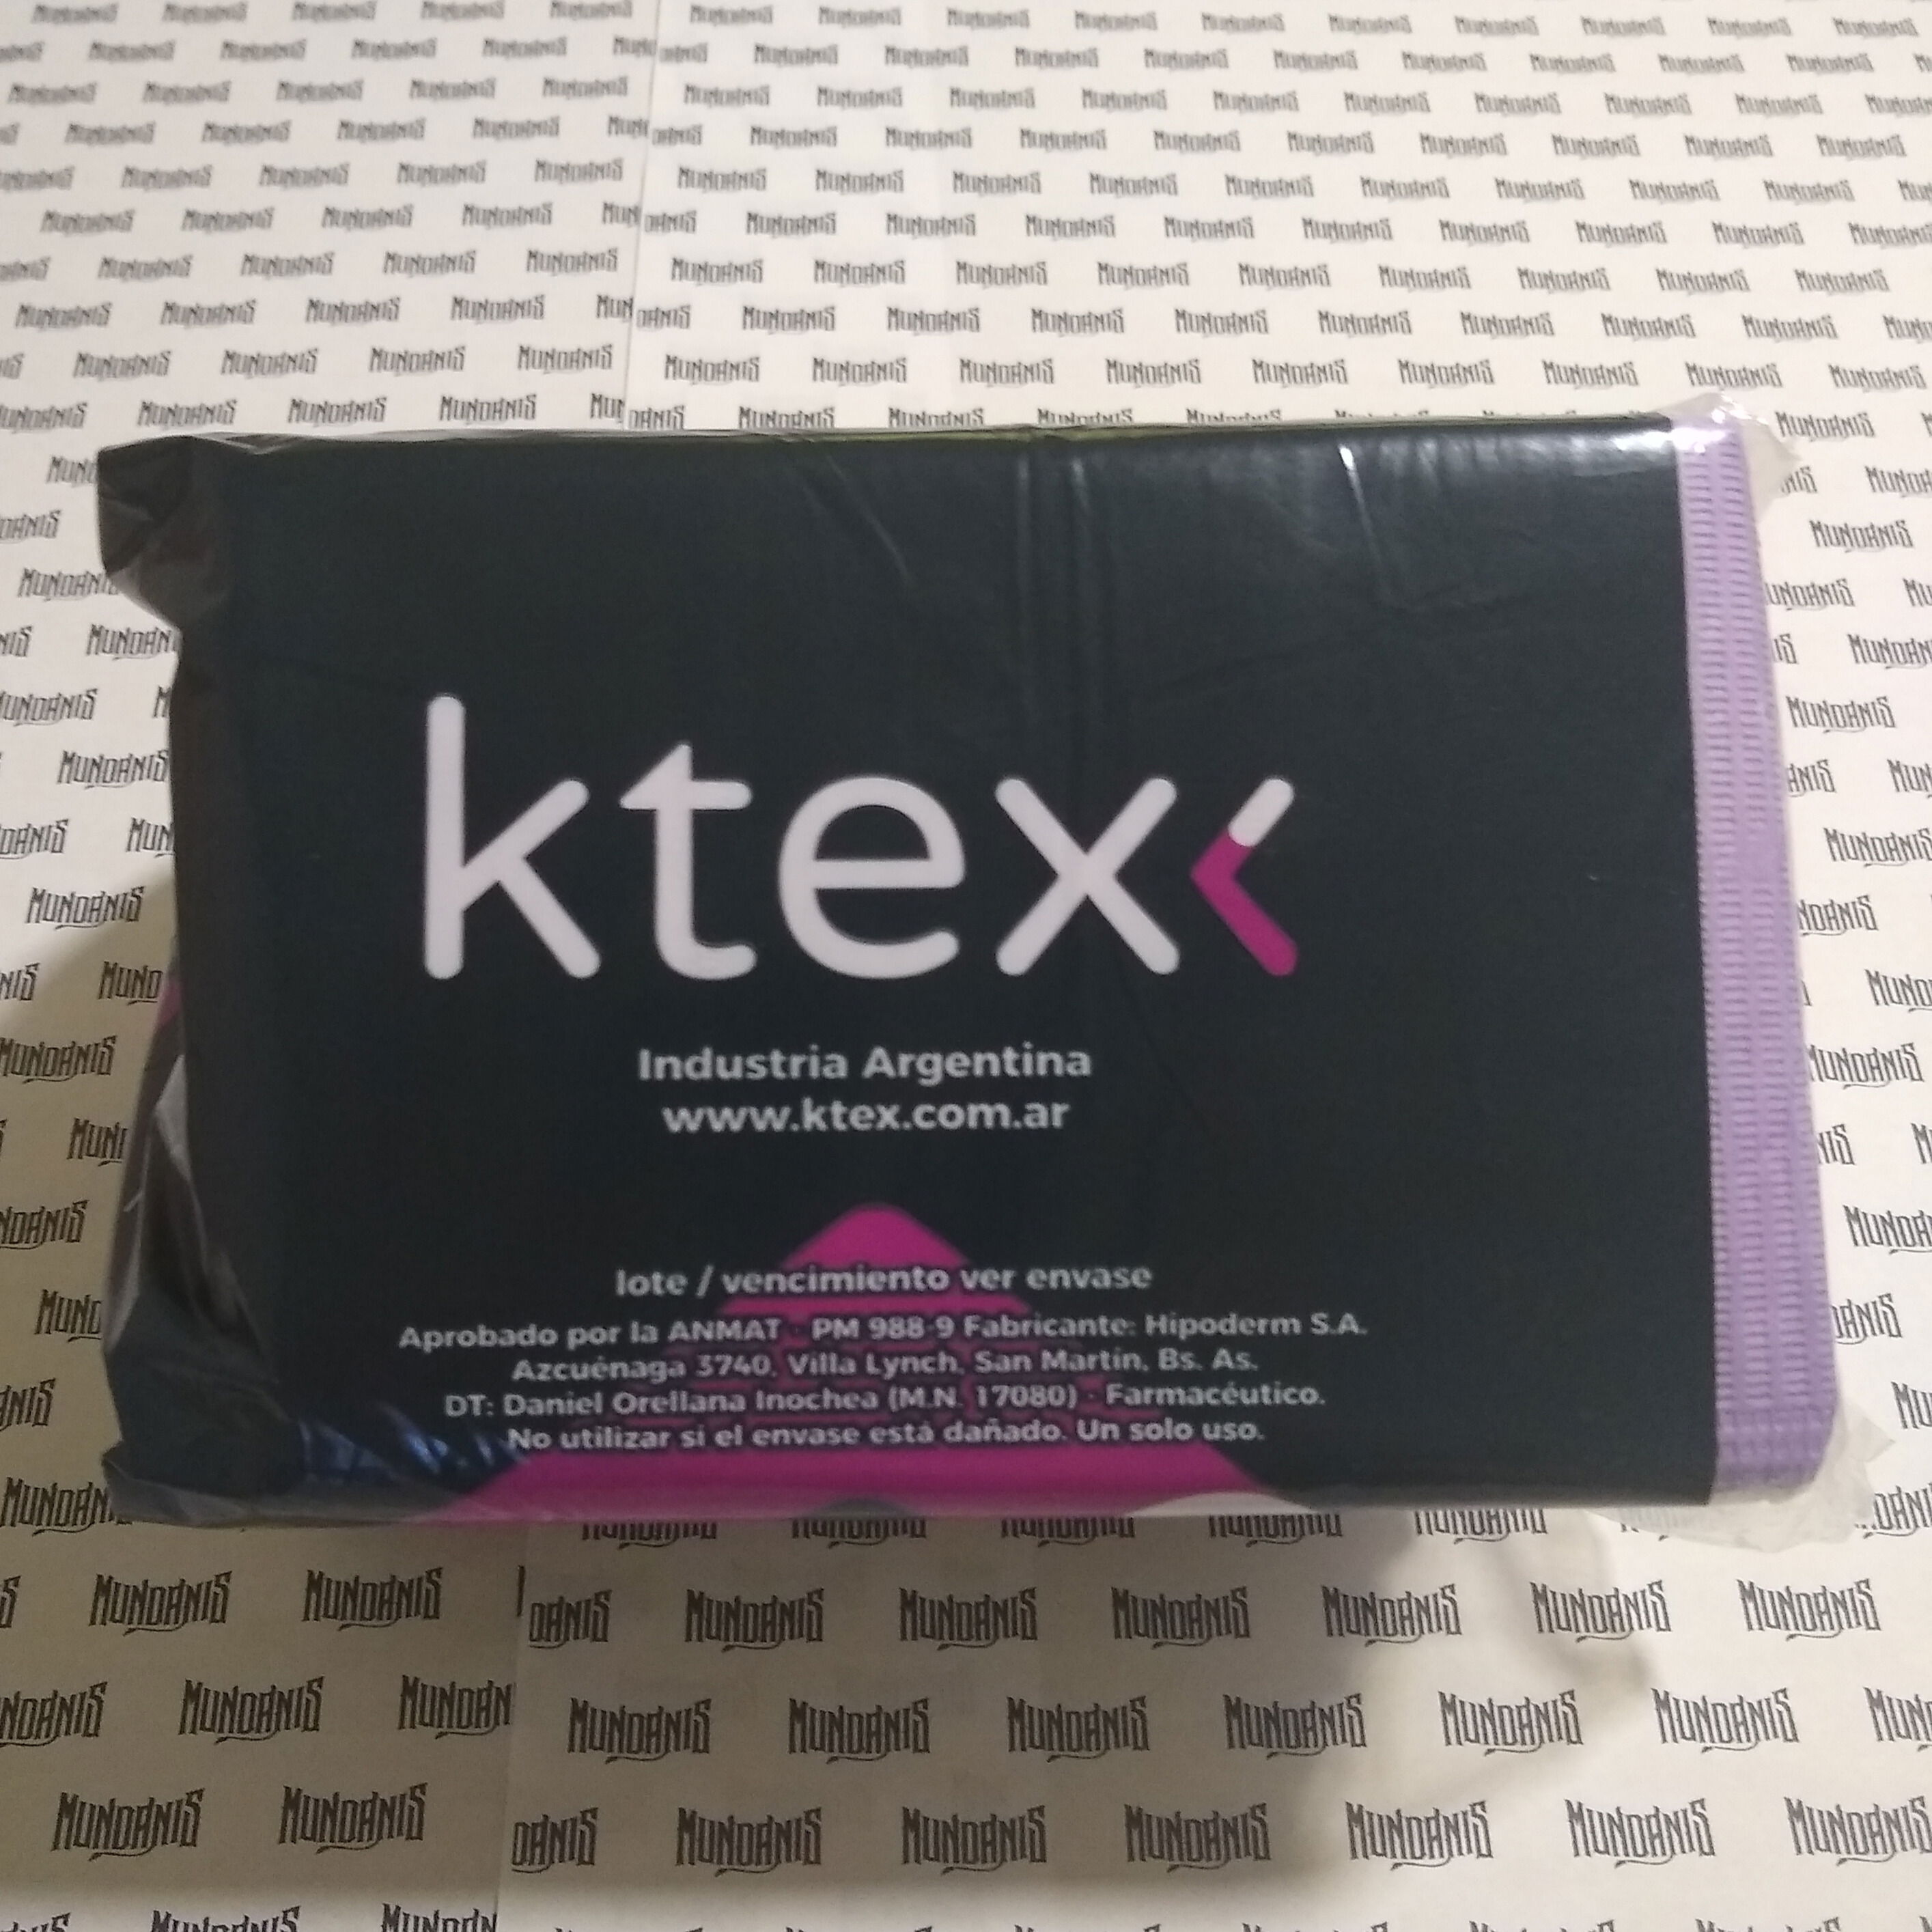 ktex
Industria Argentina
www.ktex.com.ar
lote / vencimiento ver envase
Aprobado por la ANMAT - PM 988-9 Fabricante: Hipoderm S.A.
Azcuénaga 3740, Villa Lynch, San Martín, Bs. As.
DT: Daniel Orellana Inochea (M.N. 17080) - Farmacéutico.
No utilizar si el envase está dañado. Un solo uso.
MUNDANIS